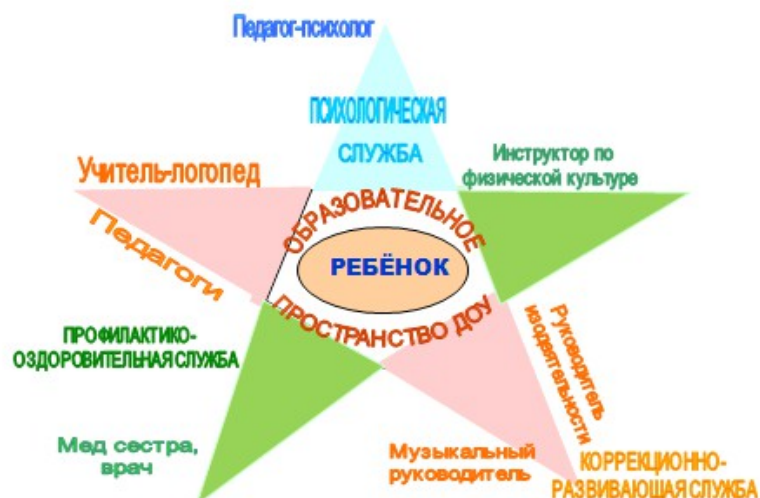 Педагог-психолог
ПСИХОЛОГИЧЕСКАЯ
СЛУЖБА
Учитель-логопед
Инструктор по
физической культуре
Педагоги
ОБРАЗОВАТЕЛЬНОЕ
РЕБЁНОК
ПРОСТРАНСТВО ДОУ
ПРОФИЛАКТИКО-
ОЗДОРОВИТЕЛЬНАЯ СЛУЖБА
Руководитель
изодеятельности
Мед сестра,
врач
Музыкальный
руководитель
КОРРЕКЦИОННО-
РАЗВИВАЮЩАЯ СЛУЖБА